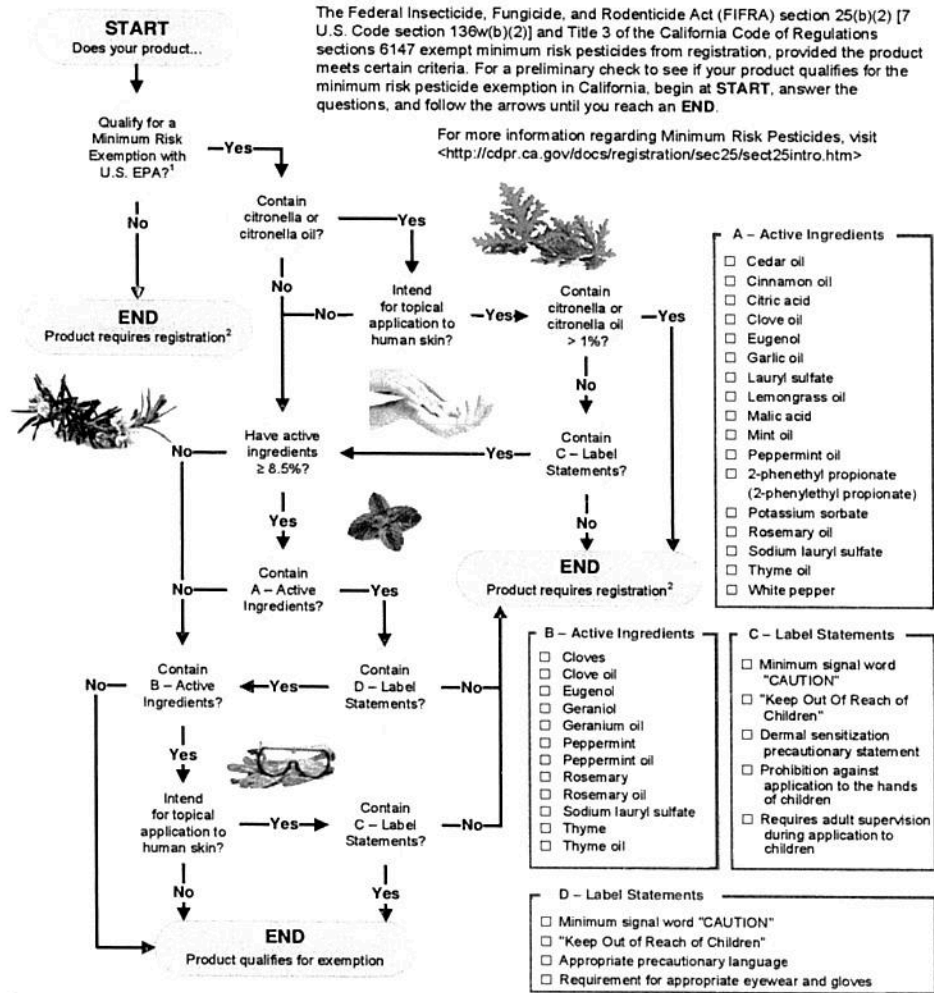 START
Does your product...
The Federal Insecticide, Fungicide, and Rodenticide Act (FIFRA) section 25(b)(2) [7
U.S. Code section 136w(b)(2)] and Title 3 of the California Code of Regulations
sections 6147 exempt minimum risk pesticides from registration, provided the product
meets certain criteria. For a preliminary check to see if your product qualifies for the
minimum risk pesticide exemption in California, begin at START, answer the
questions, and follow the arrows until you reach an END.
For more information regarding Minimum Risk Pesticides, visit
<http://cdpr.ca.gov/docs/registration/sec25/sect25intro.htm>
Qualify for a
Minimum Risk
Exemption with
U.S. EPA?¹
Yes
No
END
Product requires registration²
Contain
citronella or
citronella oil?
Yes
No
Intend
for topical
application to
human skin?
No
Yes
Contain
citronella or
citronella oil
> 1%?
Yes
No
Contain
C – Label
Statements?
Yes
No
END
Product requires registration²
Have active
ingredients
≥ 8.5%?
No
Yes
Contain
A – Active
Ingredients?
No
Yes
Contain
D – Label
Statements?
Yes
No
Contain
B – Active
Ingredients?
No
Yes
Intend
for topical
application to
human skin?
Yes
No
Contain
C – Label
Statements?
No
Yes
END
Product qualifies for exemption
A – Active Ingredients
☐ Cedar oil
☐ Cinnamon oil
☐ Citric acid
☐ Clove oil
☐ Eugenol
☐ Garlic oil
☐ Lauryl sulfate
☐ Lemongrass oil
☐ Malic acid
☐ Mint oil
☐ Peppermint oil
☐ 2-phenethyl propionate
(2-phenylethyl propionate)
☐ Potassium sorbate
☐ Rosemary oil
☐ Sodium lauryl sulfate
☐ Thyme oil
☐ White pepper
B – Active Ingredients
☐ Cloves
☐ Clove oil
☐ Eugenol
☐ Geraniol
☐ Geranium oil
☐ Peppermint
☐ Peppermint oil
☐ Rosemary
☐ Rosemary oil
☐ Sodium lauryl sulfate
☐ Thyme
☐ Thyme oil
C – Label Statements
☐ Minimum signal word
"CAUTION"
☐ "Keep Out Of Reach of
Children"
☐ Dermal sensitization
precautionary statement
☐ Prohibition against
application to the hands
of children
☐ Requires adult supervision
during application to
children
D – Label Statements
☐ Minimum signal word "CAUTION"
☐ "Keep Out of Reach of Children"
☐ Appropriate precautionary language
☐ Requirement for appropriate eyewear and gloves